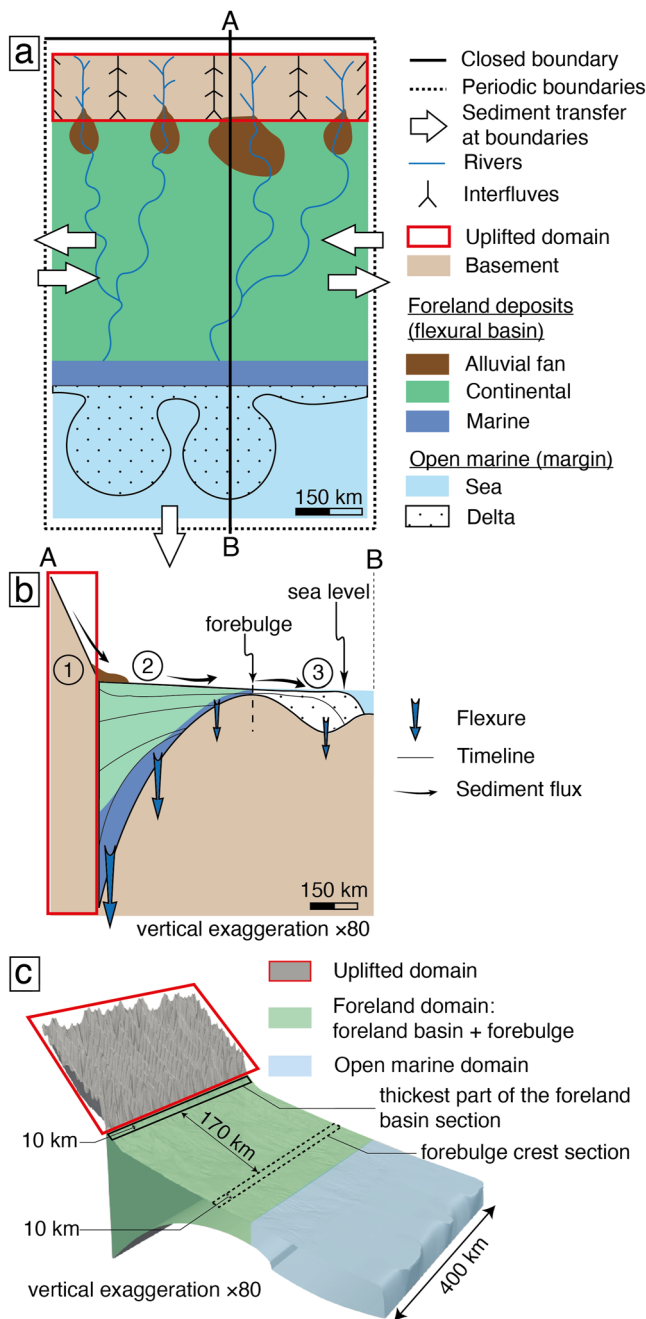 A
a
Closed boundary
Periodic boundaries
Sediment transfer
at boundaries
Rivers
Interfluves
Uplifted domain
Basement
Foreland deposits
(flexural basin)
Alluvial fan
Continental
Marine
Open marine (margin)
Sea
Delta
150 km
B
A
B
b
sea level
forebulge
1
2
3
Flexure
Timeline
Sediment flux
150 km
vertical exaggeration ×80
c
Uplifted domain
Foreland domain:
foreland basin + forebulge
Open marine domain
thickest part of the foreland
basin section
10 km
170 km
forebulge crest section
10 km
400 km
vertical exaggeration ×80